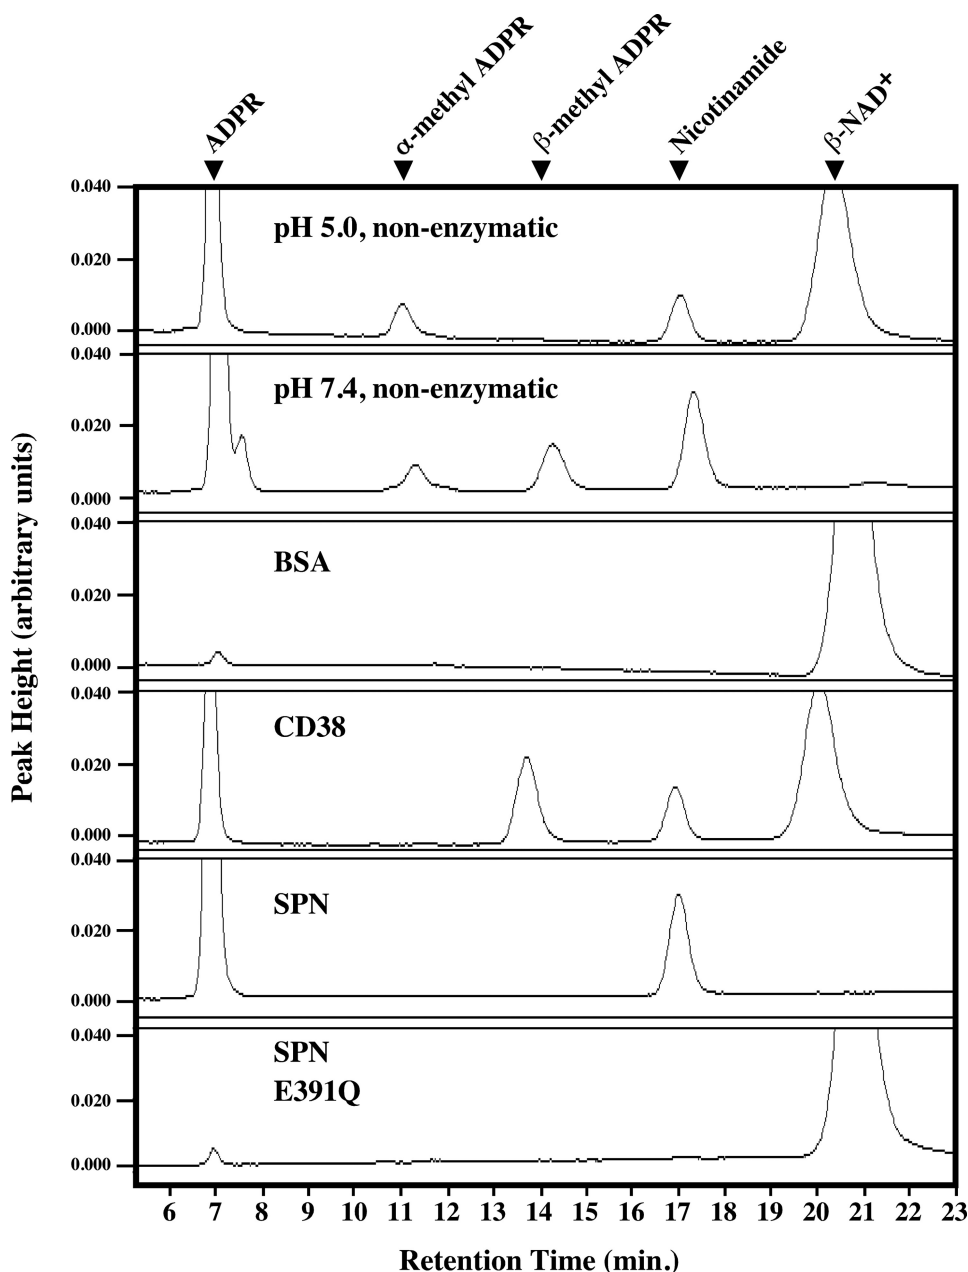 ADPR
α-methyl ADPR
β-methyl ADPR
Nicotinamide
β-NAD+
Peak Height (arbitrary units)
0.040
pH 5.0, non-enzymatic
0.020
0.000
0.040
pH 7.4, non-enzymatic
0.020
0.000
0.040
BSA
0.020
0.000
0.040
CD38
0.020
0.000
0.040
SPN
0.020
0.000
0.040
SPN
E391Q
0.020
0.000
6 7 8 9 10 11 12 13 14 15 16 17 18 19 20 21 22 23
Retention Time (min.)